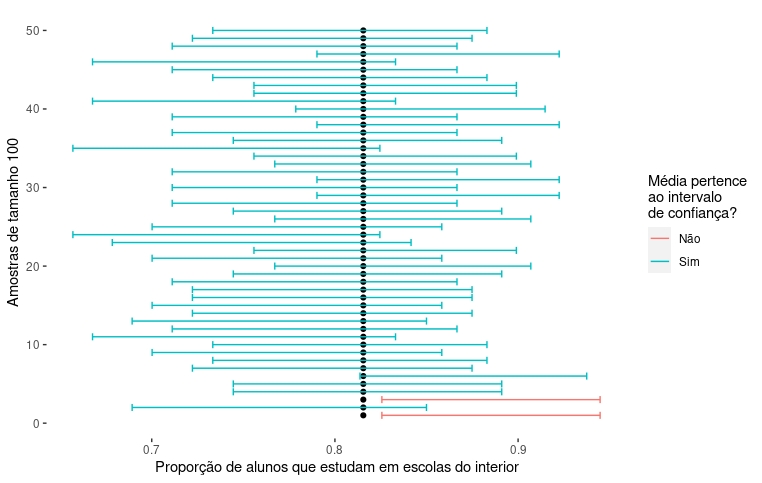 50
40
30
20
10
0
Amostras de tamanho 100
0.7 0.8 0.9
Proporção de alunos que estudam em escolas do interior
Média pertence
ao intervalo
de confiança?
Não
Sim